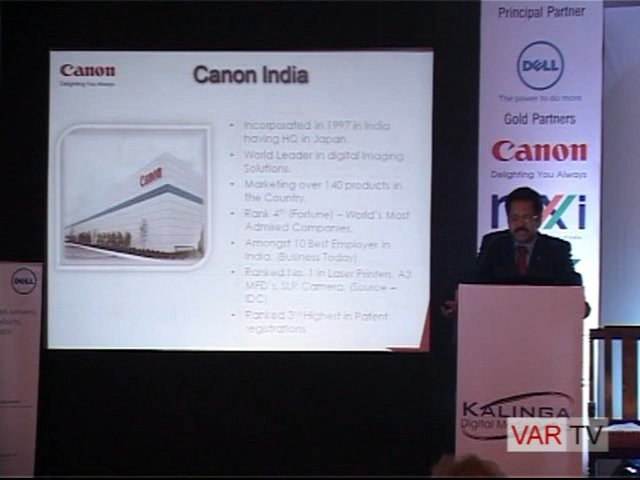 Canon
Delighting You Always
Canon India
CANON
• Incorporated in 1997 in India
having HQ in Japan.
• World Leader in digital Imaging
Solutions.
• Marketing over 140 products in
the Country.
• Rank 4TH (Fortune) – World's Most
Admired Companies.
• Amongst 10 Best Employer in
India. (Business Today)
• Ranked No. 1 in Laser Printers, A3
MFD's, SLR Camera. (Source –
IDC)
• Ranked 3rd Highest in Patent
registrations
Principal Partner
DELL
The power to do more
Gold Partners
Canon
Delighting You Always
DELL
KALINGA
Digital
VAR TV